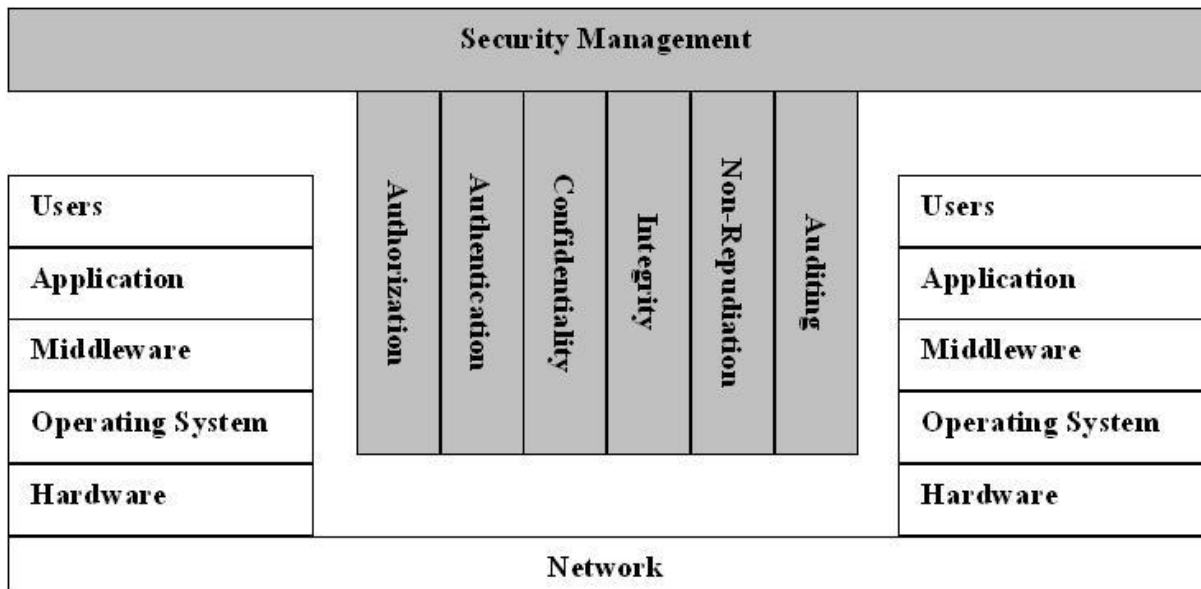 Security Management
Authorization
Authentication
Confidentiality
Integrity
Non-Repudiation
Auditing
Users
Application
Middleware
Operating System
Hardware
Users
Application
Middleware
Operating System
Hardware
Network